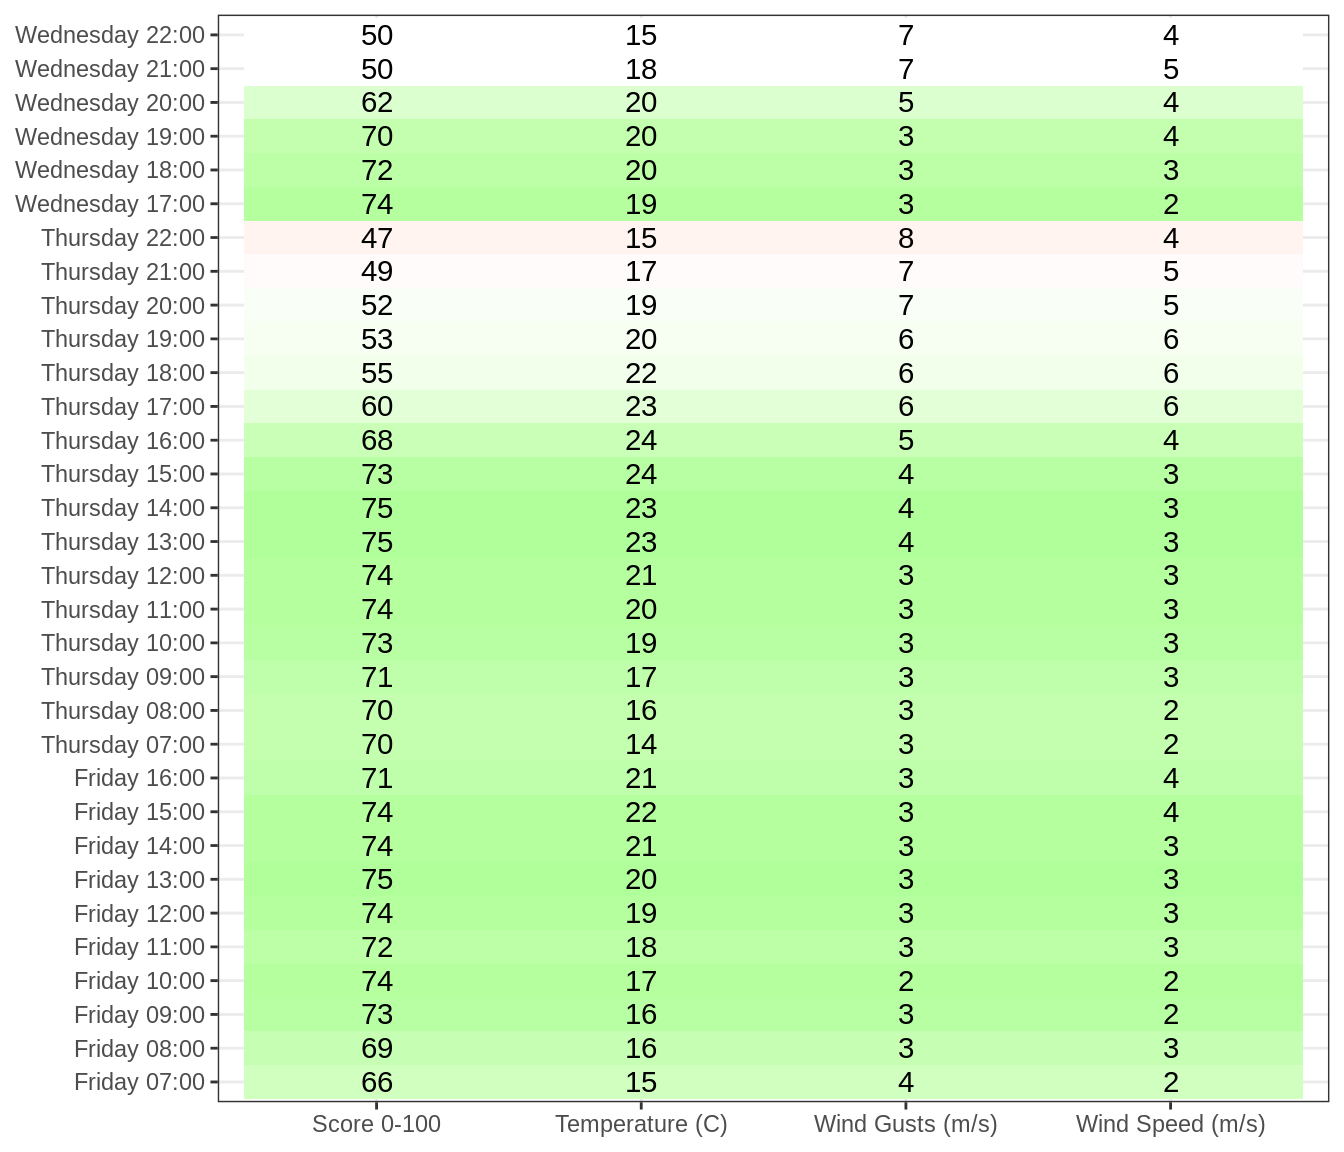 Wednesday 22:00 50 15 7 4
Wednesday 21:00 50 18 7 5
Wednesday 20:00 62 20 5 4
Wednesday 19:00 70 20 3 4
Wednesday 18:00 72 20 3 3
Wednesday 17:00 74 19 3 2
Thursday 22:00 47 15 8 4
Thursday 21:00 49 17 7 5
Thursday 20:00 52 19 7 5
Thursday 19:00 53 20 6 6
Thursday 18:00 55 22 6 6
Thursday 17:00 60 23 6 6
Thursday 16:00 68 24 5 4
Thursday 15:00 73 24 4 3
Thursday 14:00 75 23 4 3
Thursday 13:00 75 23 4 3
Thursday 12:00 74 21 3 3
Thursday 11:00 74 20 3 3
Thursday 10:00 73 19 3 3
Thursday 09:00 71 17 3 3
Thursday 08:00 70 16 3 2
Thursday 07:00 70 14 3 2
Friday 16:00 71 21 3 4
Friday 15:00 74 22 3 4
Friday 14:00 74 21 3 3
Friday 13:00 75 20 3 3
Friday 12:00 74 19 3 3
Friday 11:00 72 18 3 3
Friday 10:00 74 17 2 2
Friday 09:00 73 16 3 2
Friday 08:00 69 16 3 3
Friday 07:00 66 15 4 2
Score 0-100 Temperature (C) Wind Gusts (m/s) Wind Speed (m/s)